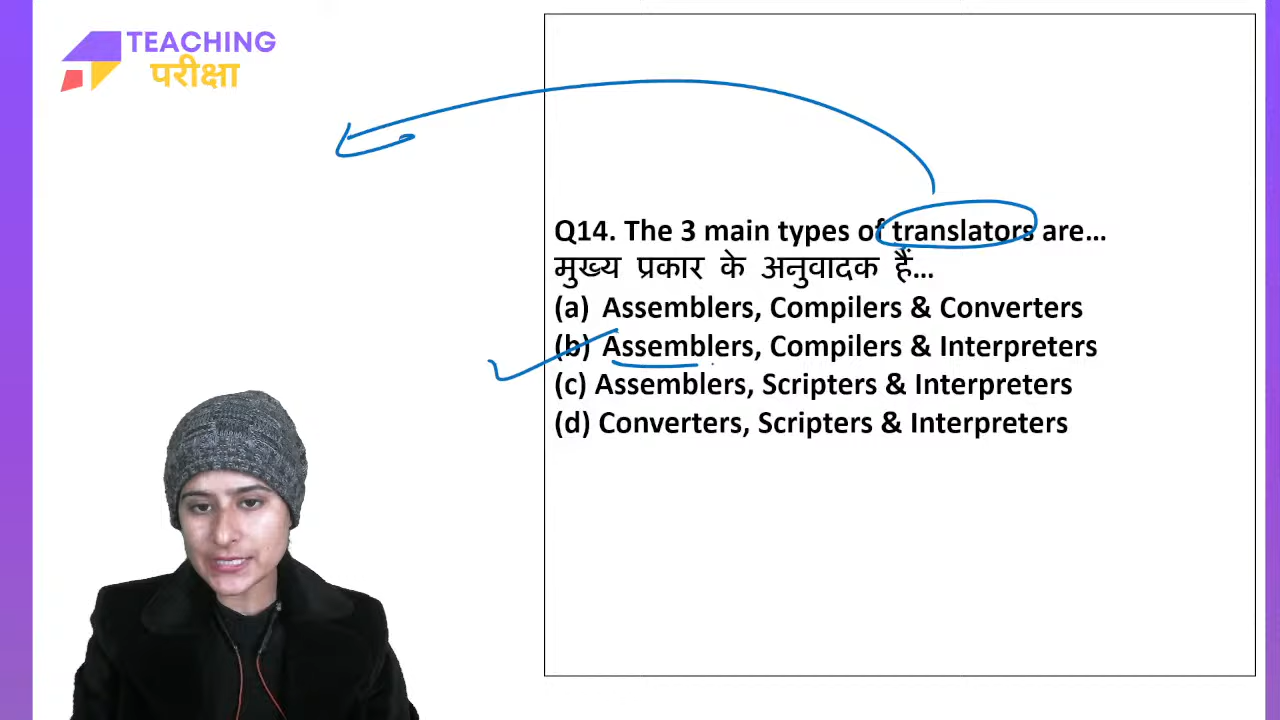 TEACHING
परीक्षा
Q14. The 3 main types of translators are...
मुख्य प्रकार के अनुवादक हैं...
(a) Assemblers, Compilers & Converters
(b) Assemblers, Compilers & Interpreters
(c) Assemblers, Scripters & Interpreters
(d) Converters, Scripters & Interpreters